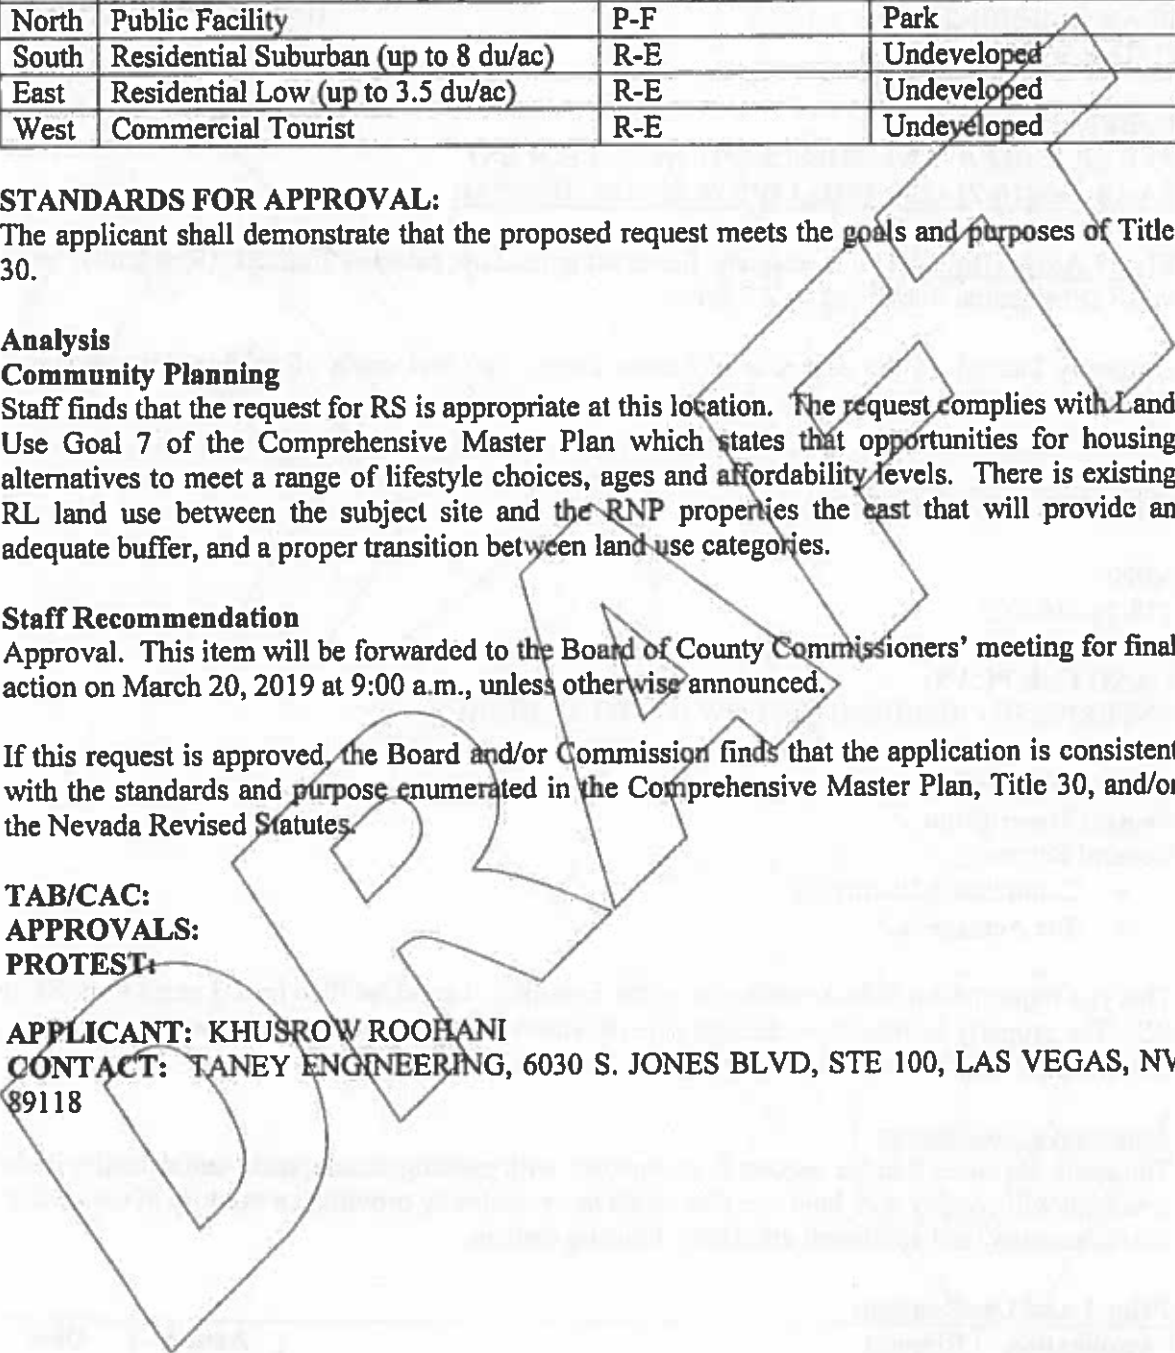 North Public Facility P-F Park
South Residential Suburban (up to 8 du/ac) R-E Undeveloped
East Residential Low (up to 3.5 du/ac) R-E Undeveloped
West Commercial Tourist R-E Undeveloped
STANDARDS FOR APPROVAL:
The applicant shall demonstrate that the proposed request meets the goals and purposes of Title
30.
Analysis
Community Planning
Staff finds that the request for RS is appropriate at this location. The request complies with Land
Use Goal 7 of the Comprehensive Master Plan which states that opportunities for housing
alternatives to meet a range of lifestyle choices, ages and affordability levels. There is existing
RL land use between the subject site and the RNP properties the east that will provide an
adequate buffer, and a proper transition between land use categories.
Staff Recommendation
Approval. This item will be forwarded to the Board of County Commissioners' meeting for final
action on March 20, 2019 at 9:00 a.m., unless otherwise announced.
If this request is approved, the Board and/or Commission finds that the application is consistent
with the standards and purpose enumerated in the Comprehensive Master Plan, Title 30, and/or
the Nevada Revised Statutes.
TAB/CAC:
APPROVALS:
PROTEST:
APPLICANT: KHUSROW ROOHANI
CONTACT: TANEY ENGINEERING, 6030 S. JONES BLVD, STE 100, LAS VEGAS, NV
89118
DRAFT